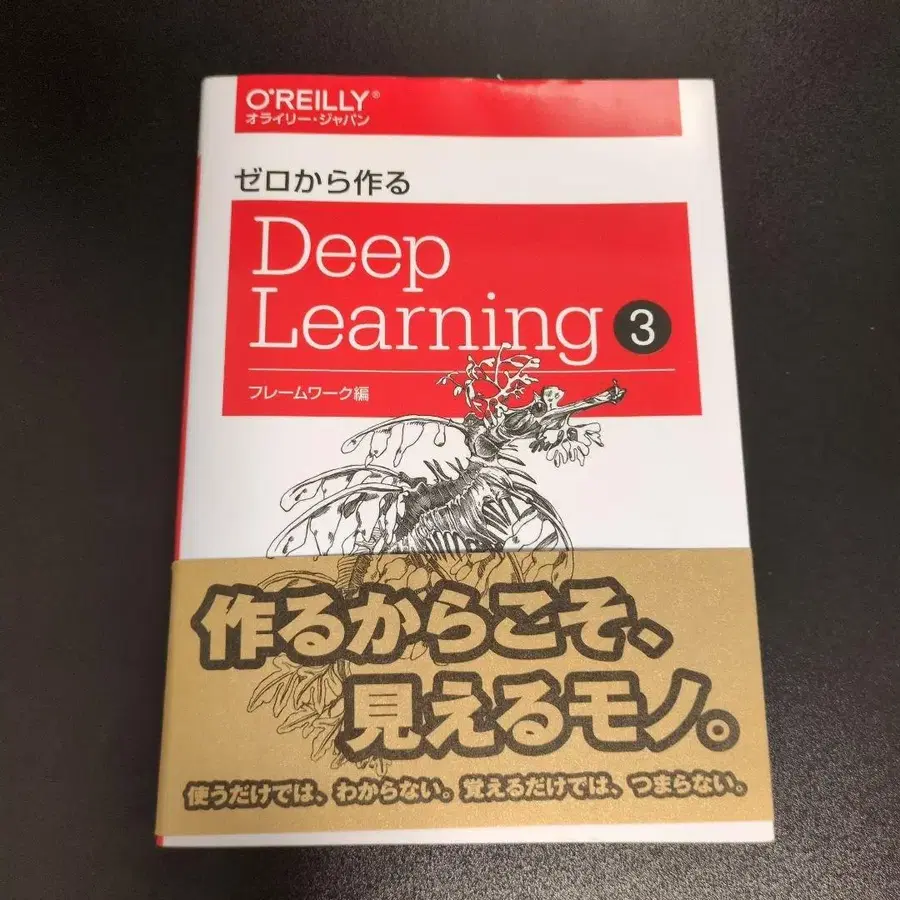 O'REILLY®
オライリー・ジャパン
ゼロから作る
Deep
Learning 3
フレームワーク編
作るからこそ、
見えるモノ。
使うだけでは、わからない。覚えるだけでは、つまらない。